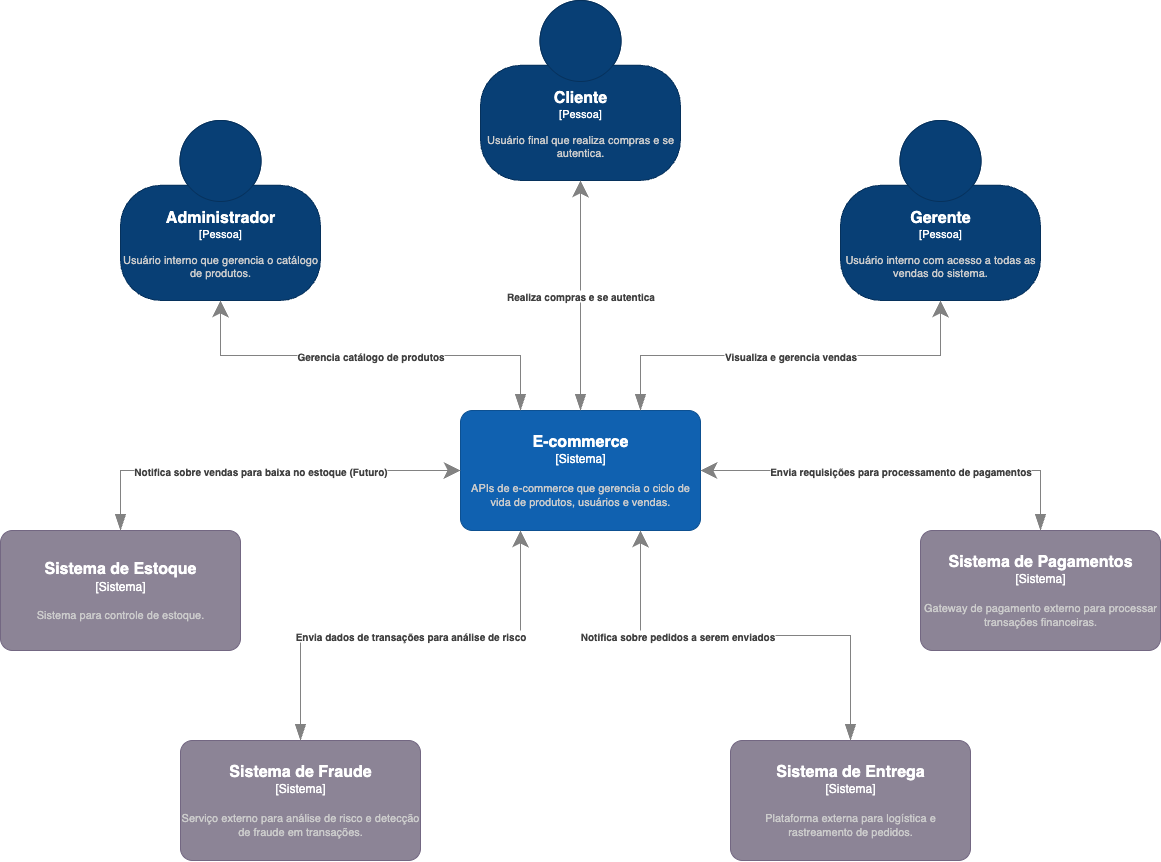 Cliente
[Pessoa]
Usuário final que realiza compras e se
autentica.
Administrador
[Pessoa]
Usuário interno que gerencia o catálogo
de produtos.
Gerente
[Pessoa]
Usuário interno com acesso a todas as
vendas do sistema.
Realiza compras e se autentica
Gerencia catálogo de produtos
Visualiza e gerencia vendas
E-commerce
[Sistema]
APIs de e-commerce que gerencia o ciclo de
vida de produtos, usuários e vendas.
Notifica sobre vendas para baixa no estoque (Futuro)
Envia requisições para processamento de pagamentos
Sistema de Estoque
[Sistema]
Sistema para controle de estoque.
Sistema de Pagamentos
[Sistema]
Gateway de pagamento externo para processar
transações financeiras.
Envia dados de transações para análise de risco
Notifica sobre pedidos a serem enviados
Sistema de Fraude
[Sistema]
Serviço externo para análise de risco e detecção
de fraude em transações.
Sistema de Entrega
[Sistema]
Plataforma externa para logística e
rastreamento de pedidos.